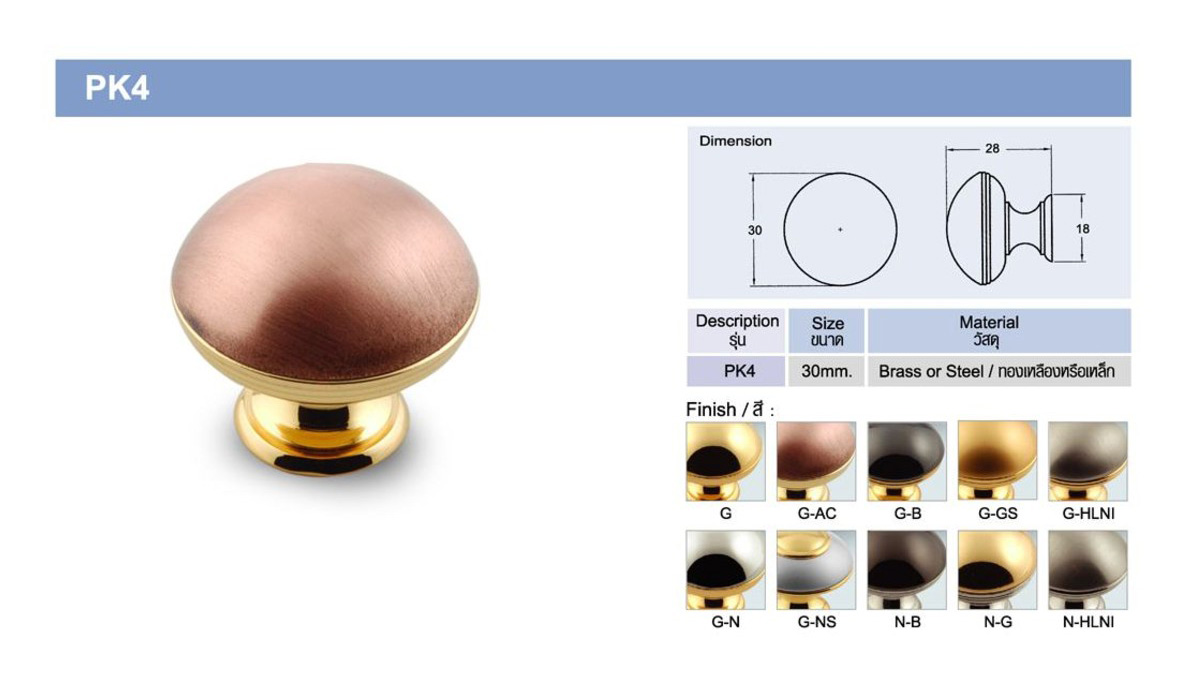 PK4
Dimension
28
30
18
Description Size Material
รุ่น ขนาด วัสดุ
PK4 30mm. Brass or Steel / ทองเหลืองหรือเหล็ก
Finish / สี :
G G-AC G-B G-GS G-HLNI
G-N G-NS N-B N-G N-HLNI